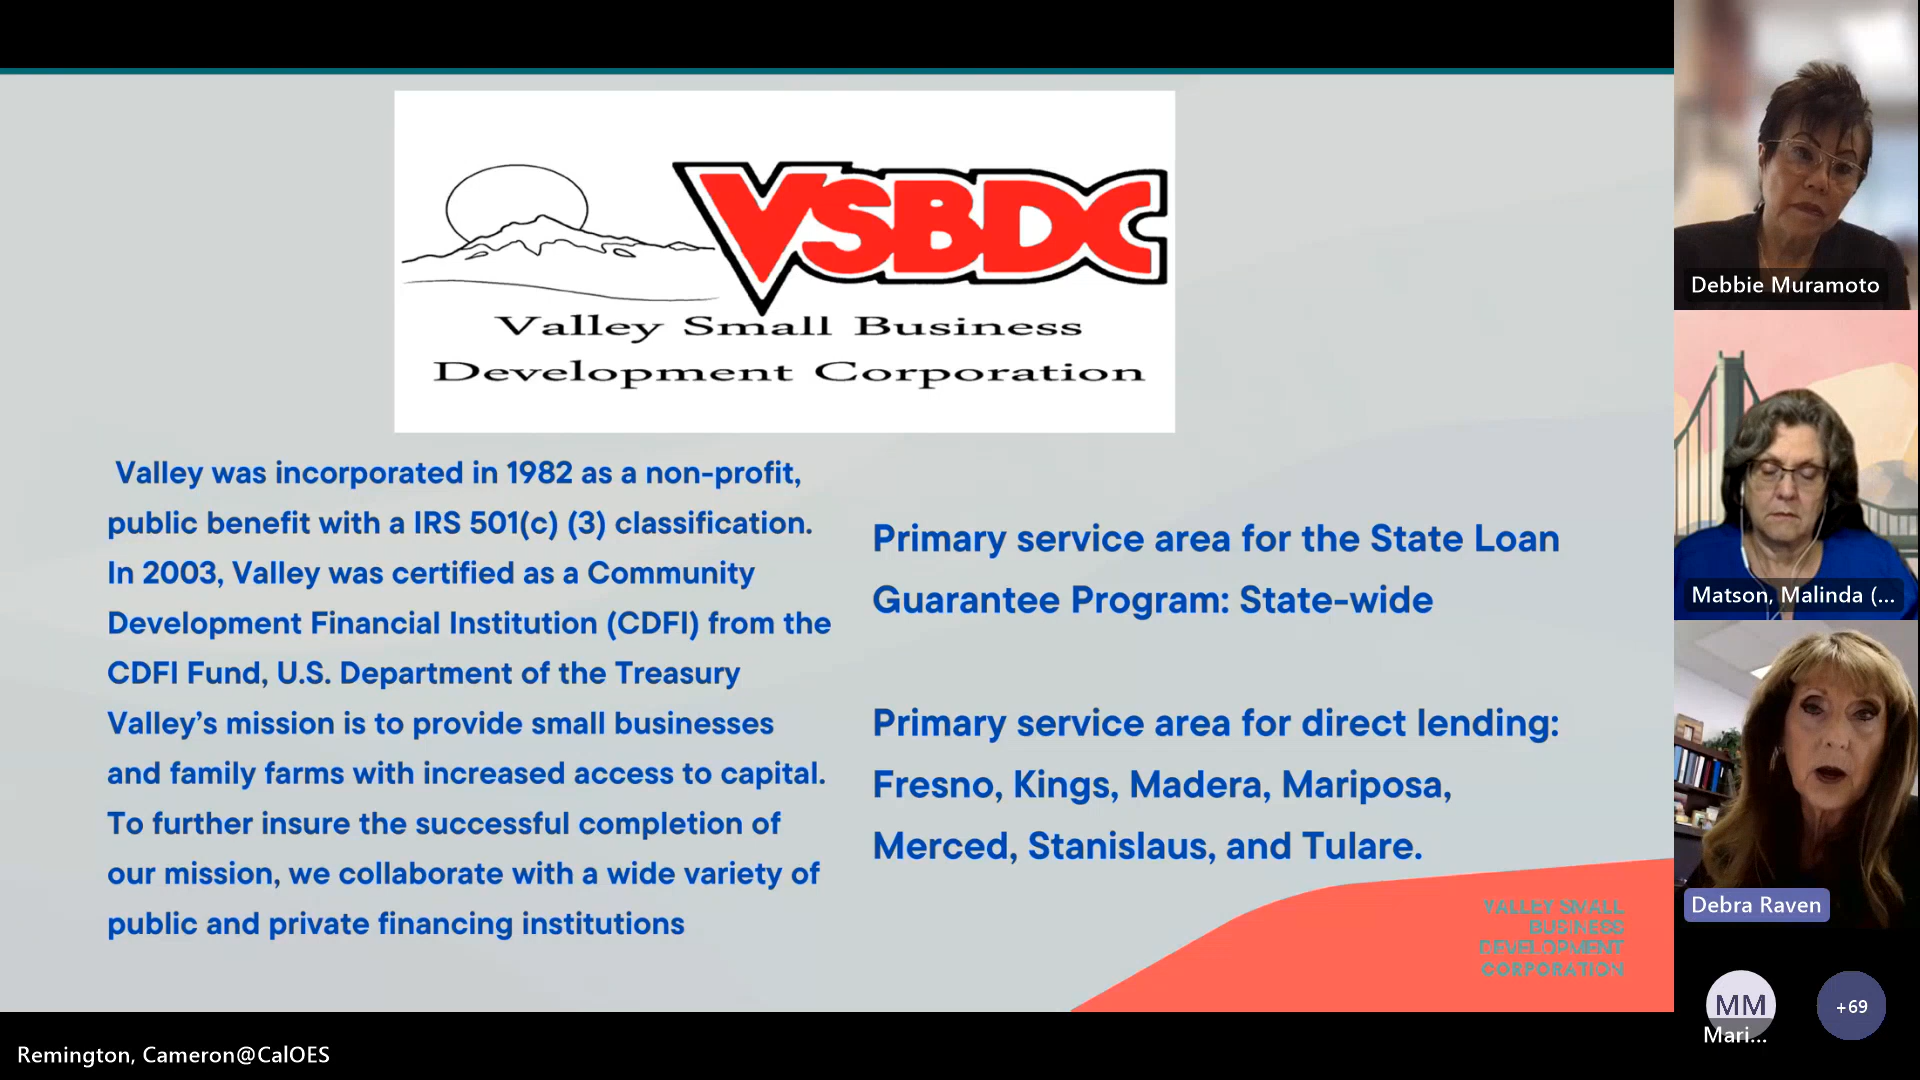 VSBDC
Valley Small Business
Development Corporation
Valley was incorporated in 1982 as a non-profit,
public benefit with a IRS 501(c) (3) classification.
In 2003, Valley was certified as a Community
Development Financial Institution (CDFI) from the
CDFI Fund, U.S. Department of the Treasury
Valley's mission is to provide small businesses
and family farms with increased access to capital.
To further insure the successful completion of
our mission, we collaborate with a wide variety of
public and private financing institutions
Primary service area for the State Loan
Guarantee Program: State-wide
Primary service area for direct lending:
Fresno, Kings, Madera, Mariposa,
Merced, Stanislaus, and Tulare.
VALLEY SMALL
BUSINESS
DEVELOPMENT
CORPORATION
Debbie Muramoto
Matson, Malinda (...
Debra Raven
MM
Mari...
+69
Remington, Cameron@CalOES